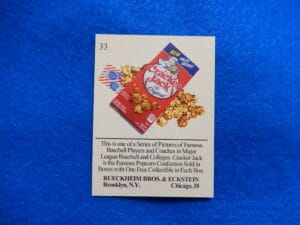 33
Cracker
Jack
This is one of a Series of Pictures of Famous
Baseball Players and Coaches in Major
League Baseball and Colleges. Cracker Jack
is the Famous Popcorn Confection Sold in
Boxes with One Free Collectible in Each Box.
RUECKHEIM BROS. & ECKSTEIN
Brooklyn, N.Y. Chicago, Ill